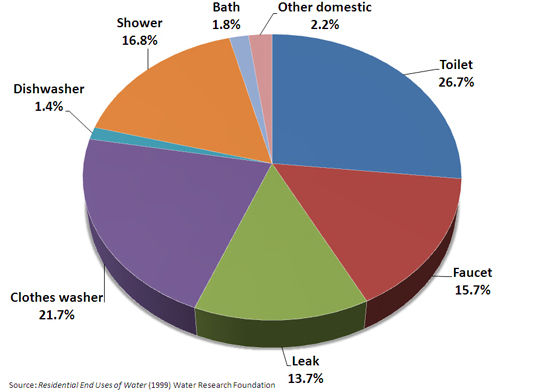 Bath
1.8%
Other domestic
2.2%
Shower
16.8%
Toilet
26.7%
Dishwasher
1.4%
Faucet
15.7%
Clothes washer
21.7%
Leak
13.7%
Source: Residential End Uses of Water (1999) Water Research Foundation